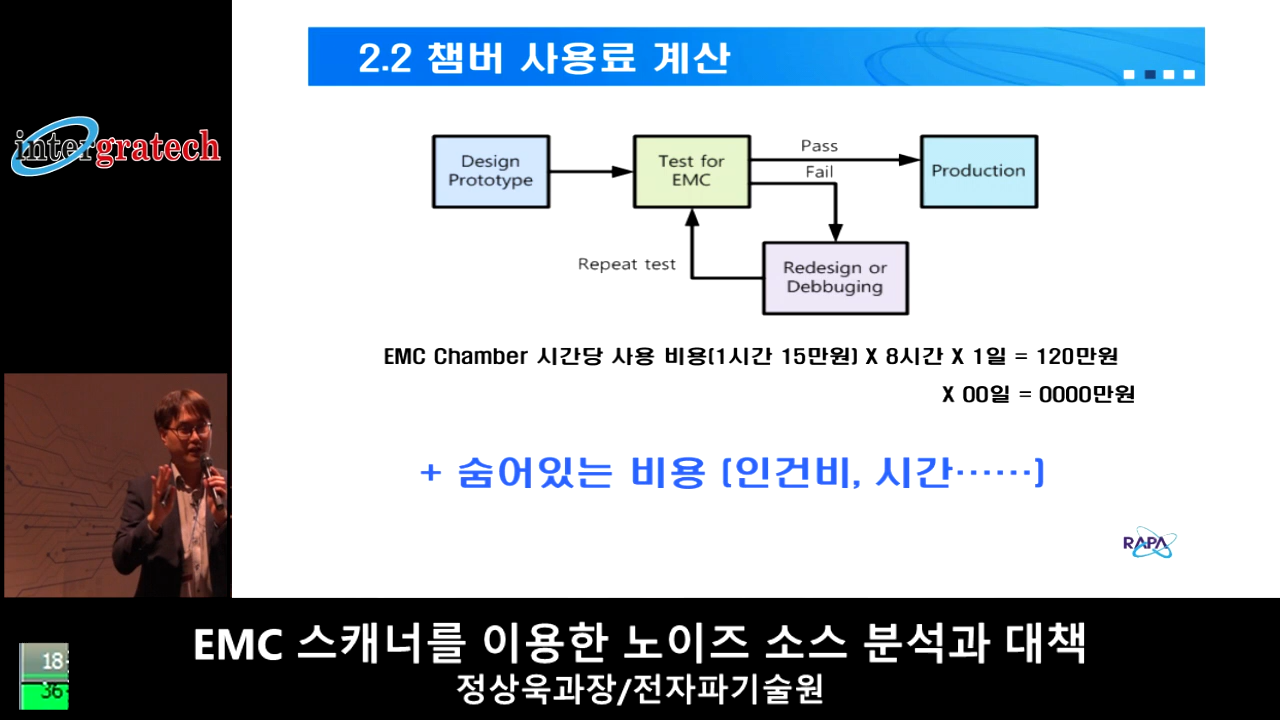 2.2 챔버 사용료 계산
intergratech
Design
Prototype
Test for
EMC
Pass
Fail
Production
Repeat test
Redesign or
Debbuging
EMC Chamber 시간당 사용 비용(1시간 15만원) X 8시간 X 1일 = 120만원
X 00일 = 0000만원
+ 숨어있는 비용 (인건비, 시간······)
RAPA
EMC 스캐너를 이용한 노이즈 소스 분석과 대책
정상욱과장/전자파기술원
18:
36